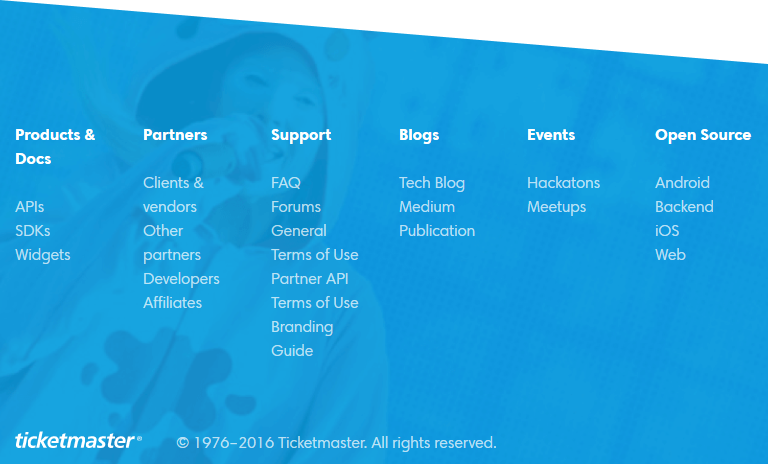 Products &
Docs
APIs
SDKs
Widgets
Partners
Clients &
vendors
Other
partners
Developers
Affiliates
Support
FAQ
Forums
General
Terms of Use
Partner API
Terms of Use
Branding
Guide
Blogs
Tech Blog
Medium
Publication
Events
Hackatons
Meetups
Open Source
Android
Backend
iOS
Web
ticketmaster®
© 1976–2016 Ticketmaster. All rights reserved.